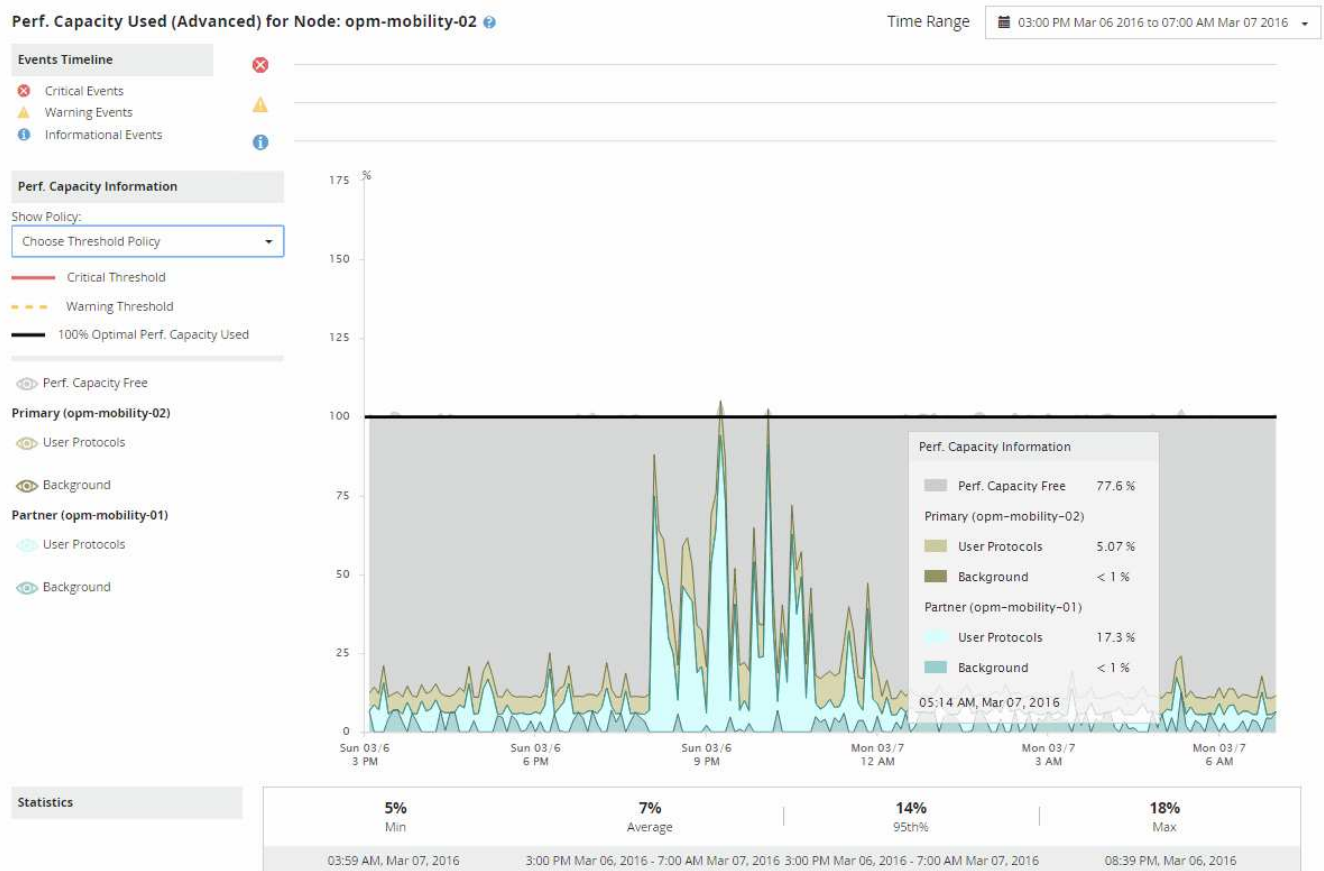 Perf. Capacity Used (Advanced) for Node: opm-mobility-02 ?
Time Range 03:00 PM Mar 06 2016 to 07:00 AM Mar 07 2016
Events Timeline
Critical Events
Warning Events
Informational Events
Perf. Capacity Information
Show Policy:
Choose Threshold Policy
Critical Threshold
Warning Threshold
100% Optimal Perf. Capacity Used
Perf. Capacity Free
Primary (opm-mobility-02)
User Protocols
Background
Partner (opm-mobility-01)
User Protocols
Background
%
175
150
125
100
75
50
25
0
Sun 03/6 Sun 03/6 Sun 03/6 Mon 03/7 Mon 03/7 Mon 03/7
3 PM 6 PM 9 PM 12 AM 3 AM 6 AM
Perf. Capacity Information
Perf. Capacity Free 77.6 %
Primary (opm-mobility-02)
User Protocols 5.07 %
Background < 1 %
Partner (opm-mobility-01)
User Protocols 17.3 %
Background < 1 %
05:14 AM, Mar 07, 2016
Statistics
5% 7% 14% 18%
Min Average 95th% Max
03:59 AM, Mar 07, 2016 3:00 PM Mar 06, 2016 - 7:00 AM Mar 07, 2016 3:00 PM Mar 06, 2016 - 7:00 AM Mar 07, 2016 08:39 PM, Mar 06, 2016